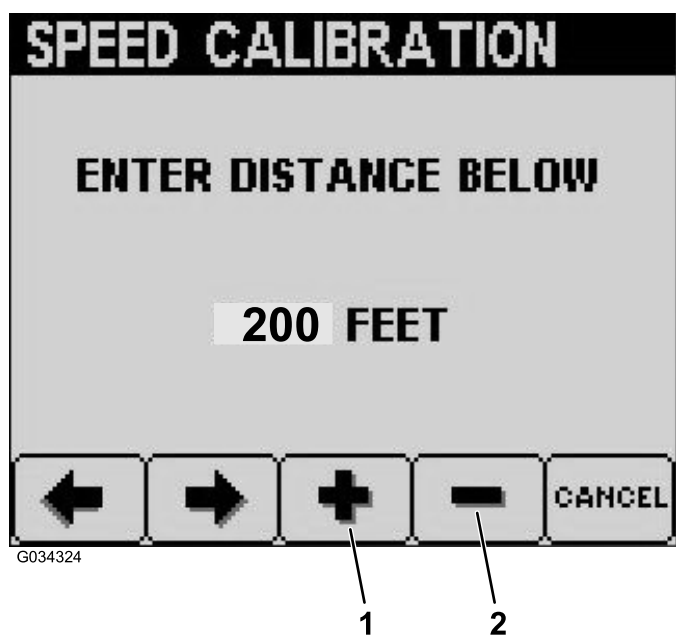 SPEED CALIBRATION
ENTER DISTANCE BELOW
200 FEET
CANCEL
G034324
1 2